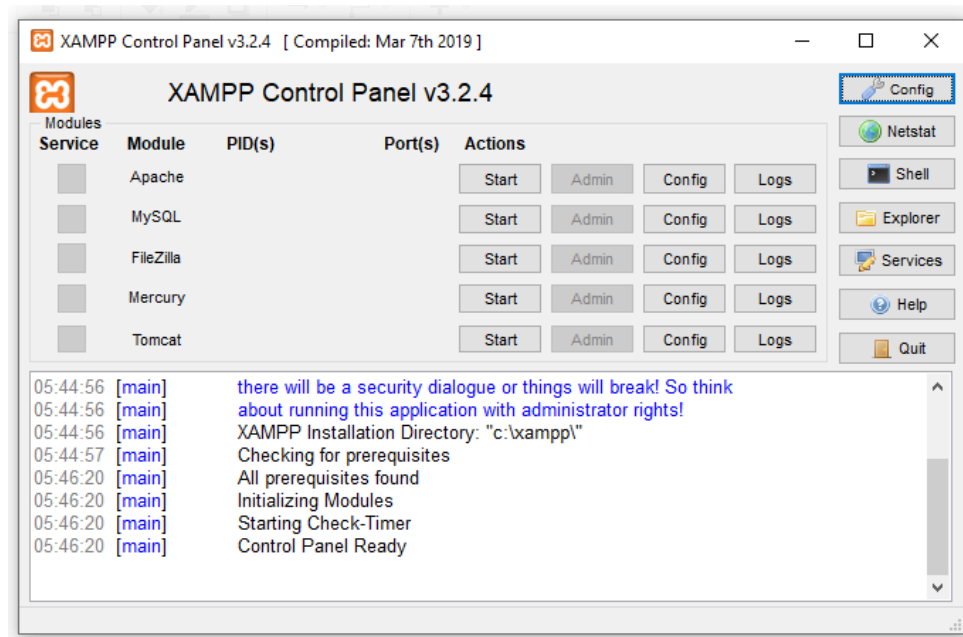 XAMPP Control Panel v3.2.4 [ Compiled: Mar 7th 2019 ]
XAMPP Control Panel v3.2.4
Config
Modules
Service Module PID(s) Port(s) Actions
Netstat
Apache Start Admin Config Logs
Shell
MySQL Start Admin Config Logs
Explorer
FileZilla Start Admin Config Logs
Services
Mercury Start Admin Config Logs
Help
Tomcat Start Admin Config Logs
Quit
05:44:56 [main] there will be a security dialogue or things will break! So think
05:44:56 [main] about running this application with administrator rights!
05:44:56 [main] XAMPP Installation Directory: "c:\xampp\"
05:44:57 [main] Checking for prerequisites
05:46:20 [main] All prerequisites found
05:46:20 [main] Initializing Modules
05:46:20 [main] Starting Check-Timer
05:46:20 [main] Control Panel Ready